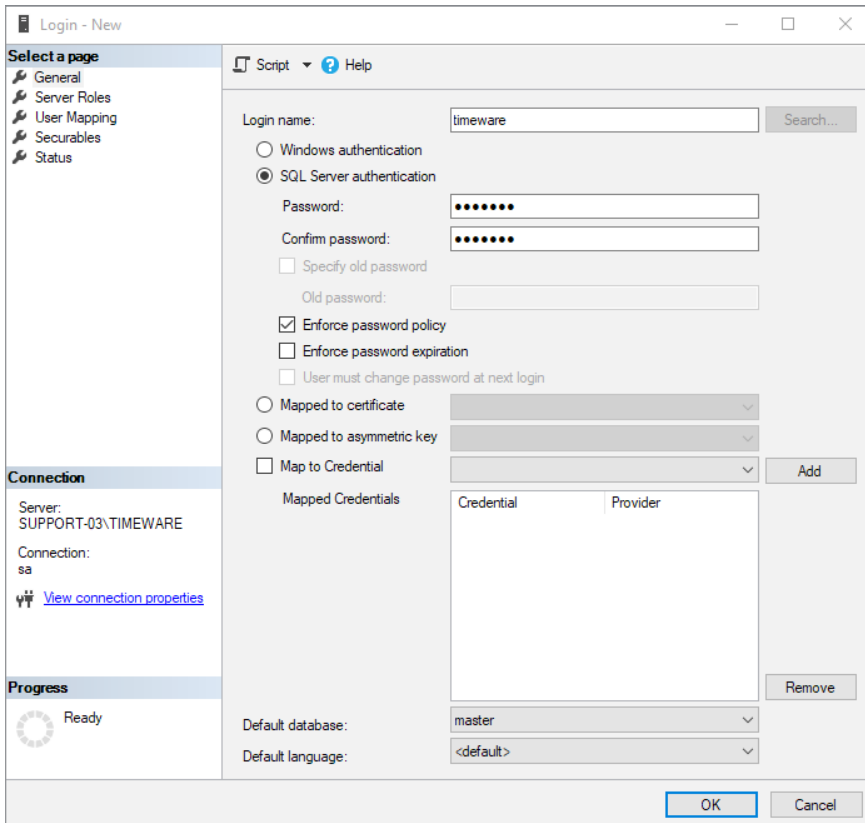 Login - New
Select a page
General
Server Roles
User Mapping
Securables
Status
Script
Help
Login name:
timeware
Search...
Windows authentication
SQL Server authentication
Password:
●●●●●●●
Confirm password:
●●●●●●●
Specify old password
Old password:
Enforce password policy
Enforce password expiration
User must change password at next login
Mapped to certificate
Mapped to asymmetric key
Map to Credential
Add
Mapped Credentials
Credential Provider
Remove
Default database:
master
Default language:
<default>
Connection
Server:
SUPPORT-03\TIMEWARE
Connection:
sa
View connection properties
Progress
Ready
OK
Cancel